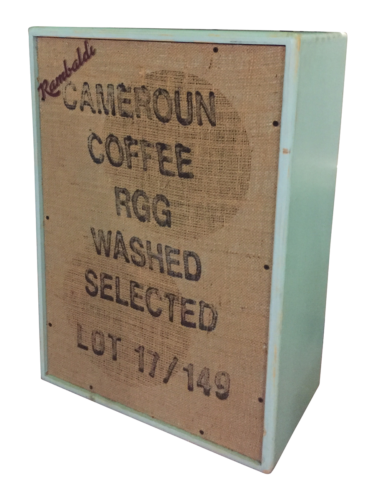 Rambaldi
CAMEROUN
COFFEE
RGG
WASHED
SELECTED
LOT 17/149